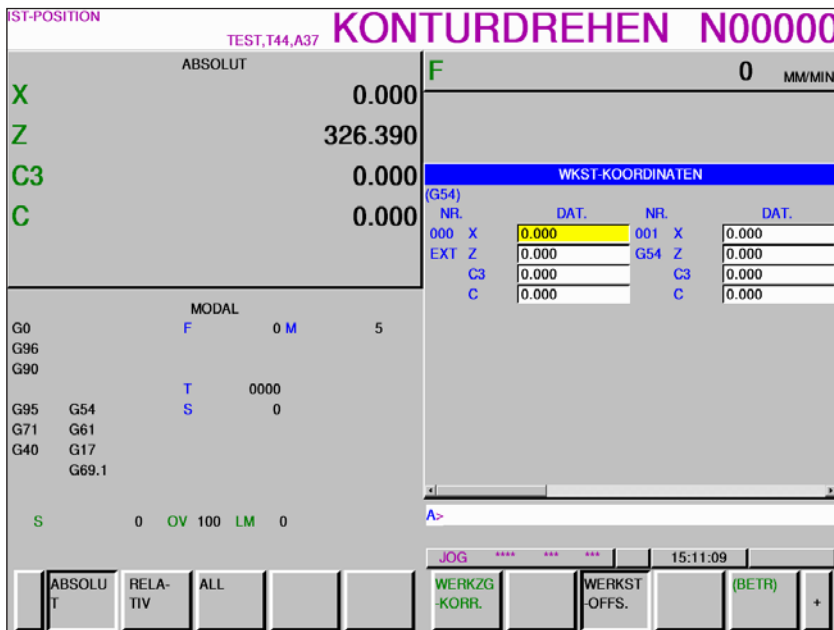 IST-POSITION
TEST,T44,A37 KONTURDREHEN N00000
ABSOLUT
X 0.000
Z 326.390
C3 0.000
C 0.000
MODAL
G0 F 0 M 5
G96
G90
T 0000
G95 G54 S 0
G71 G61
G40 G17
G69.1
S 0 OV 100 LM 0
F 0 MM/MIN
WKST-KOORDINATEN
(G54)
NR. DAT. NR. DAT.
000 X 0.000 001 X 0.000
EXT Z 0.000 G54 Z 0.000
C3 0.000 C3 0.000
C 0.000 C 0.000
A>
JOG **** *** *** 15:11:09
ABSOLU
T
RELA-
TIV
ALL
WERKZG
-KORR.
WERKST
-OFFS.
(BETR)
+